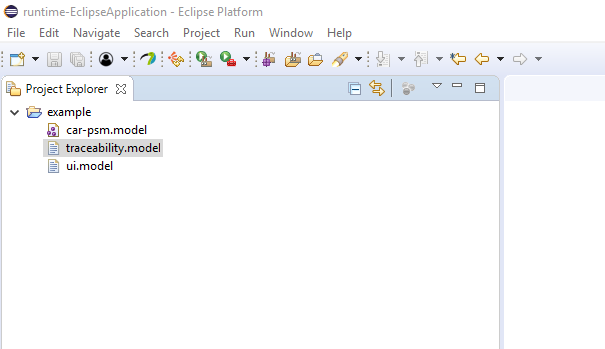 runtime-EclipseApplication - Eclipse Platform
File Edit Navigate Search Project Run Window Help
Project Explorer
example
car-psm.model
traceability.model
ui.model